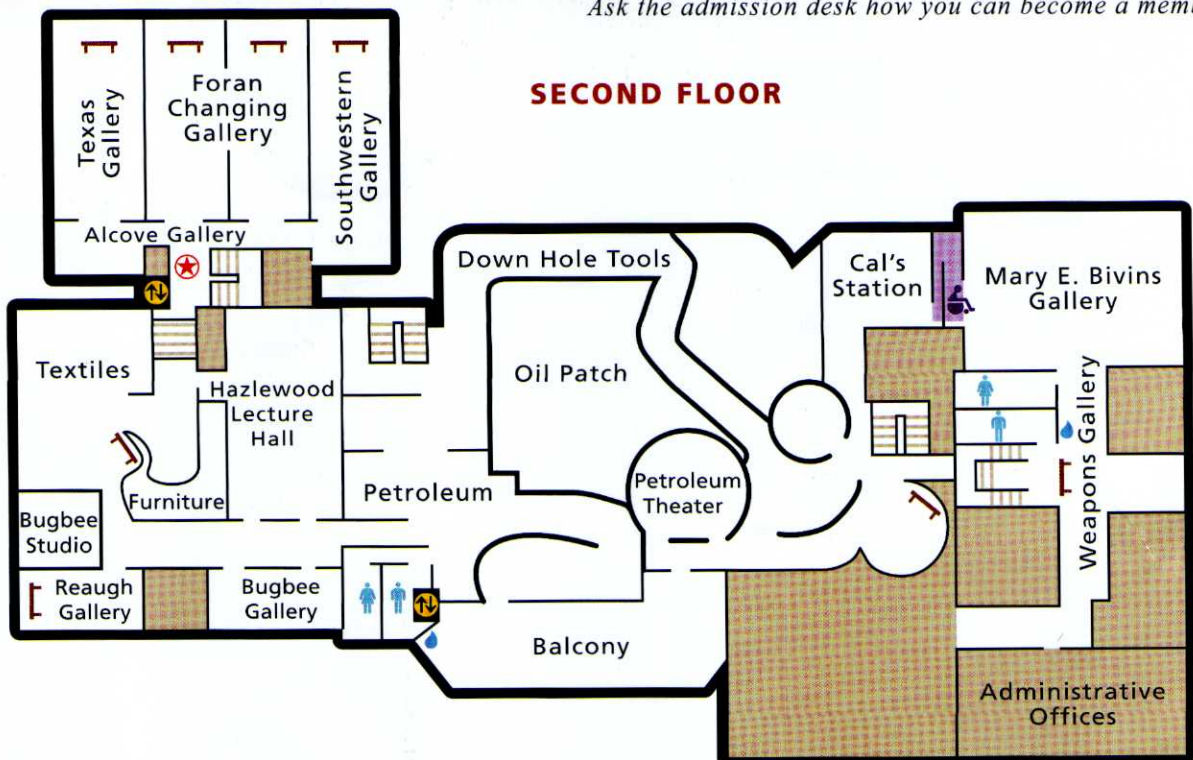 Ask the admission desk how you can become a
SECOND FLOOR
Texas
Gallery
Foran
Changing
Gallery
Southwestern
Gallery
Alcove Gallery
Down Hole Tools
Cal's
Station
Mary E. Bivins
Gallery
Textiles
Hazlewood
Lecture
Hall
Oil Patch
Weapons Gallery
Furniture
Petroleum
Petroleum
Theater
Bugbee
Studio
Reaugh
Gallery
Bugbee
Gallery
Balcony
Administrative
Offices